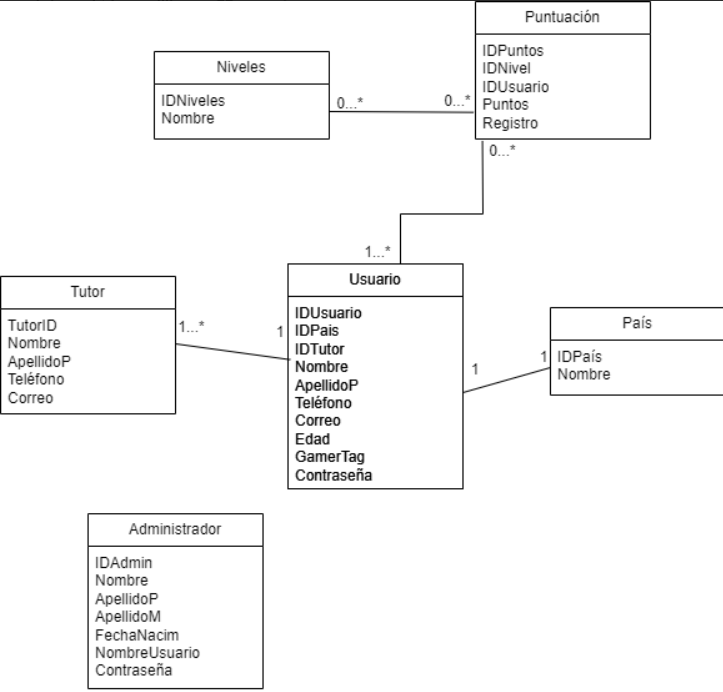 Puntuación
IDPuntos
IDNivel
IDUsuario
Puntos
Registro
Niveles
IDNiveles
Nombre
0...*
0...*
0...*
1...*
Usuario
IDUsuario
IDPais
IDTutor
Nombre
ApellidoP
Teléfono
Correo
Edad
GamerTag
Contraseña
Tutor
TutorID
Nombre
ApellidoP
Teléfono
Correo
1...*
1
País
IDPaís
Nombre
1
1
Administrador
IDAdmin
Nombre
ApellidoP
ApellidoM
FechaNacim
NombreUsuario
Contraseña